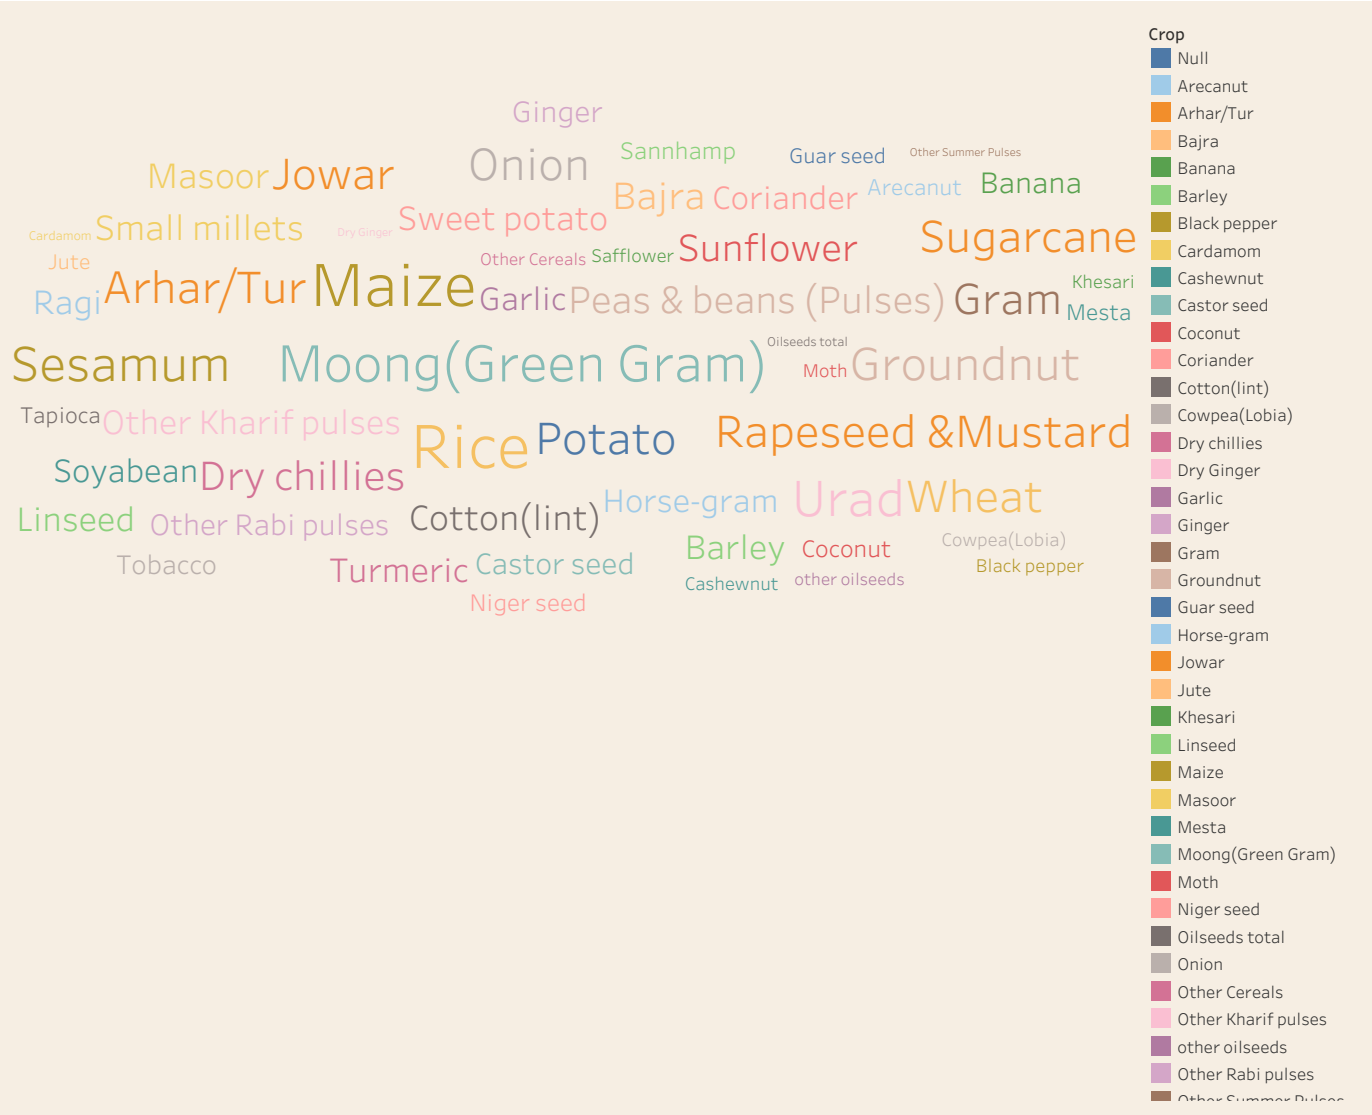 Ginger
Onion
Sannhamp
Guar seed
Other Summer Pulses
Masoor
Jowar
Bajra
Coriander
Arecanut
Banana
Cardamom
Small millets
Dry Ginger
Sweet potato
Sugarcane
Jute
Other Cereals
Safflower
Sunflower
Ragi
Arhar/Tur
Maize
Garlic
Peas & beans (Pulses)
Gram
Khesari
Mesta
Sesamum
Moong(Green Gram)
Oilseeds total
Moth
Groundnut
Tapioca
Other Kharif pulses
Rice
Potato
Rapeseed &Mustard
Soyabean
Dry chillies
Horse-gram
Urad
Wheat
Linseed
Other Rabi pulses
Cotton(lint)
Barley
Coconut
Cowpea(Lobia)
Tobacco
Turmeric
Castor seed
Cashewnut
other oilseeds
Black pepper
Niger seed
Crop
Null
Arecanut
Arhar/Tur
Bajra
Banana
Barley
Black pepper
Cardamom
Cashewnut
Castor seed
Coconut
Coriander
Cotton(lint)
Cowpea(Lobia)
Dry chillies
Dry Ginger
Garlic
Ginger
Gram
Groundnut
Guar seed
Horse-gram
Jowar
Jute
Khesari
Linseed
Maize
Masoor
Mesta
Moong(Green Gram)
Moth
Niger seed
Oilseeds total
Onion
Other Cereals
Other Kharif pulses
other oilseeds
Other Rabi pulses
Other Summer Pulses